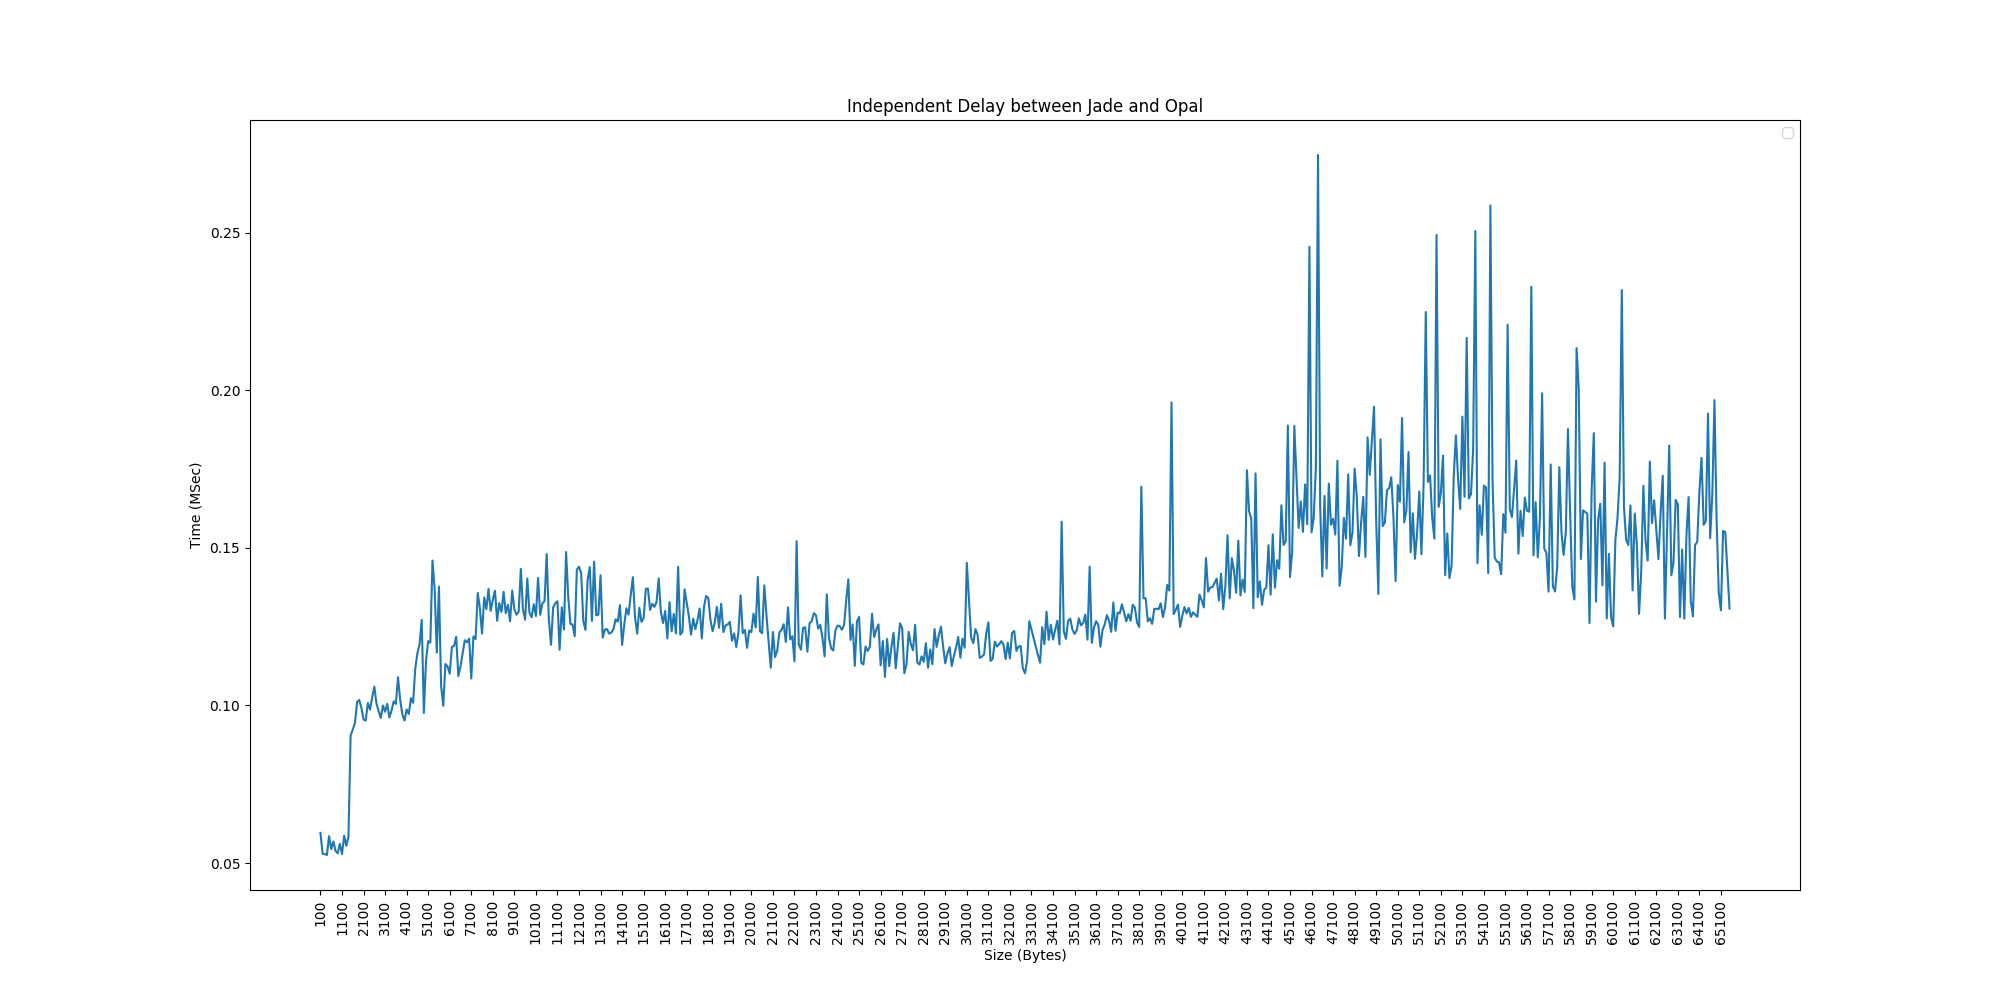 Independent Delay between Jade and Opal
0.25
0.20
0.15
0.10
0.05
Time (MSec)
100 1100 2100 3100 4100 5100 6100 7100 8100 9100 10100 11100 12100 13100 14100 15100 16100 17100 18100 19100 20100 21100 22100 23100 24100 25100 26100 27100 28100 29100 30100 31100 32100 33100 34100 35100 36100 37100 38100 39100 40100 41100 42100 43100 44100 45100 46100 47100 48100 49100 50100 51100 52100 53100 54100 55100 56100 57100 58100 59100 60100 61100 62100 63100 64100 65100
Size (Bytes)